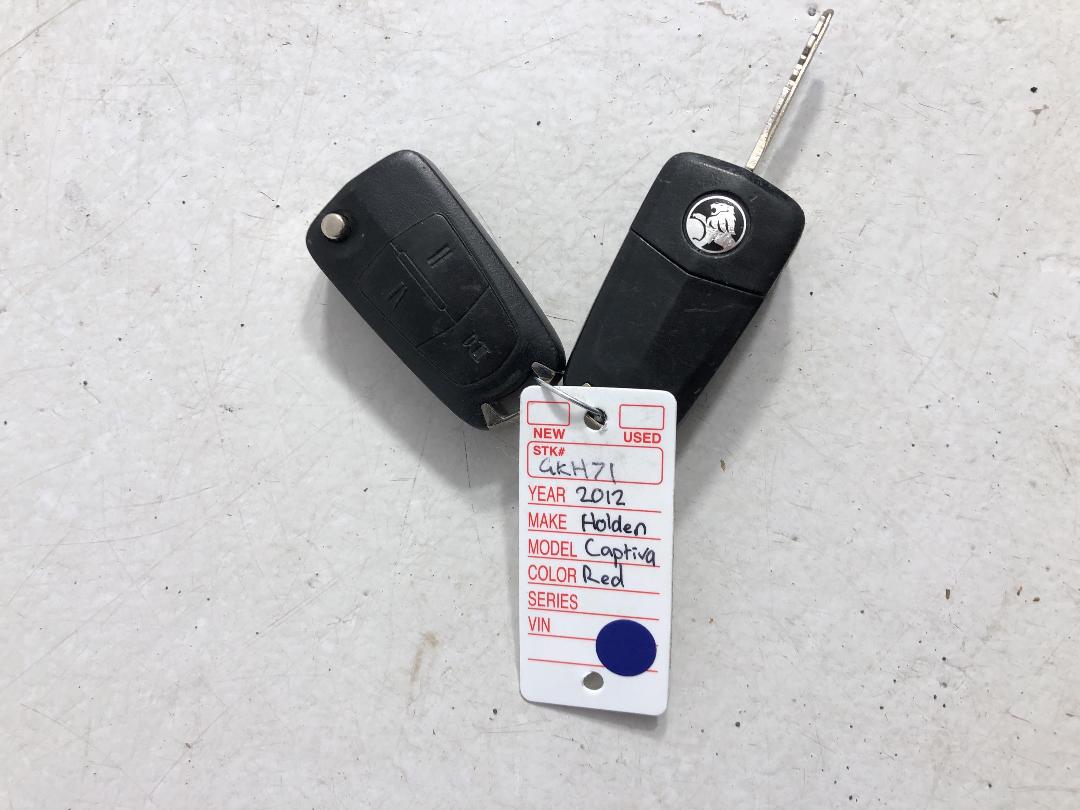 NEW USED
STK#
GKH71
YEAR 2012
MAKE Holden
MODEL Captiva
COLOR Red
SERIES
VIN